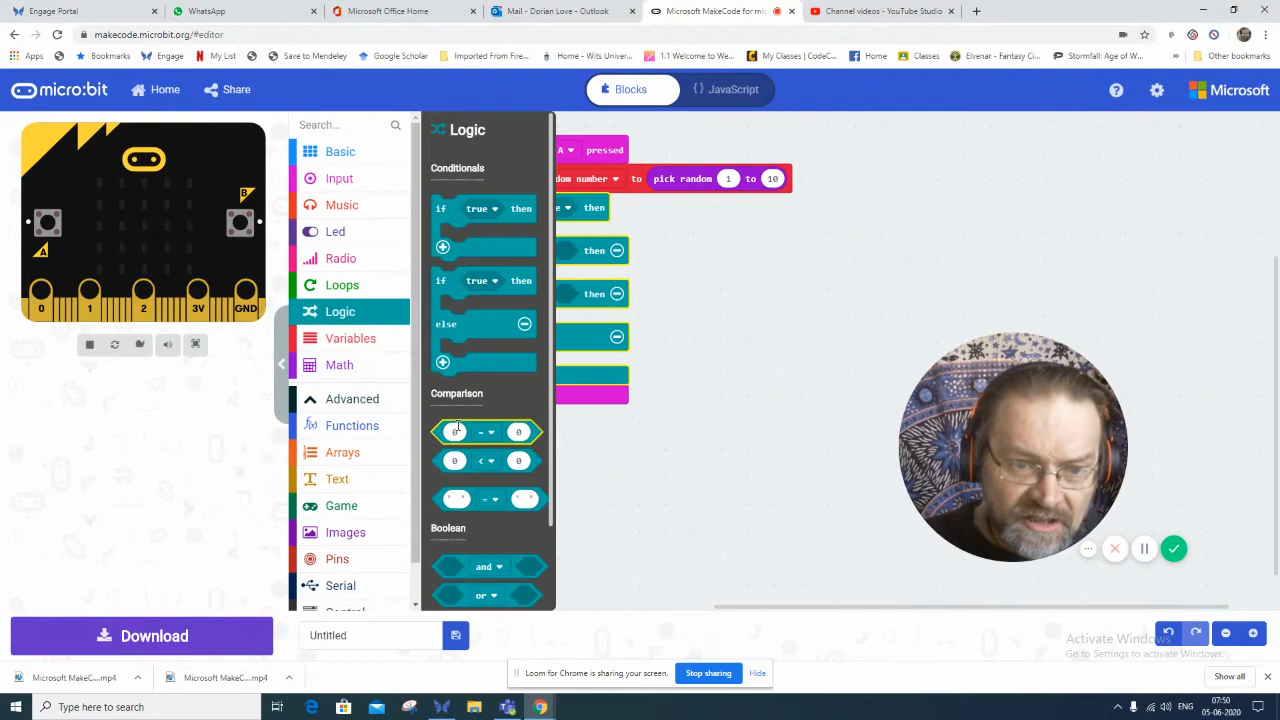 Engage Portal
WhatsApp
Microsoft Office Home
Mail - Dorian Love - Outlook
Microsoft MakeCode for mi
Channel videos - YouTube
makecode.microbit.org/#editor
Apps
Bookmarks
Engage
My List
Save to Mendeley
Google Scholar
Imported From Fire...
Home - Wits Univer...
1.1 Welcome to We...
My Classes | CodeC...
Home
Classes
Elvenar - Fantasy Ci...
Stormfall: Age of W...
Other bookmarks
micro:bit
Home
Share
Blocks
{ } JavaScript
Microsoft
Search...
Basic
Input
Music
Led
Radio
Loops
Logic
Variables
Math
Advanced
Functions
Arrays
Text
Game
Images
Pins
Serial
Logic
Conditionals
if true then
if true then
else
Comparison
0 = 0
0 < 0
" " = " "
Boolean
and
or
A pressed
dom number to pick random 1 to 10
e then
then
then
B
A
0 1 2 3V GND
Download
Untitled
Activate Windows
Go to Settings to activate Windows.
Microsoft MakeC....mp4
Microsoft MakeC....mp4
Loom for Chrome is sharing your screen.
Stop sharing
Hide
Show all
Type here to search
07:50
05-06-2020